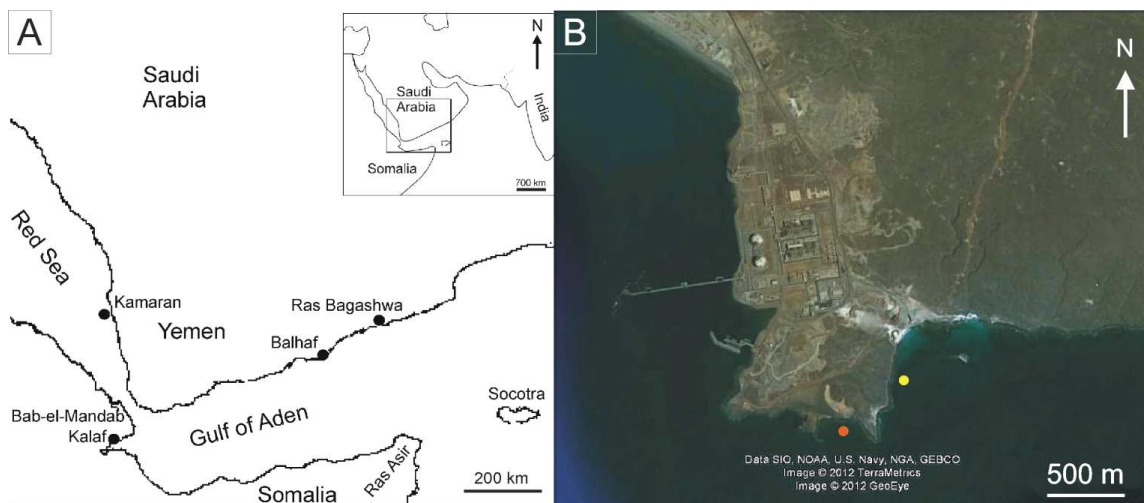 A
Saudi
Arabia
Red Sea
Kamaran
Yemen
Ras Bagashwa
Balhaf
Socotra
Bab-el-Mandab
Kalaf
Gulf of Aden
Ras Asir
Somalia
200 km
N
Saudi
Arabia
India
Somalia
700 km
B
N
Data SIO, NOAA, U.S. Navy, NGA, GEBCO
Image © 2012 TerraMetrics
Image © 2012 GeoEye
500 m